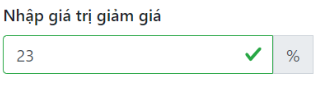 Nhập giá trị giảm giá
23 %